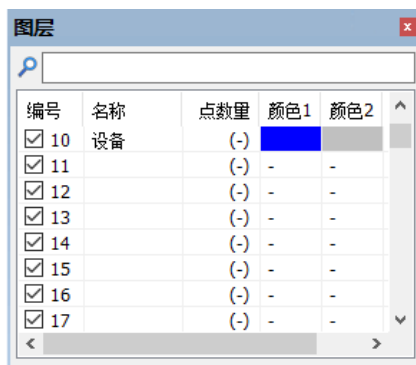 图层
编号 名称 点数量 颜色1 颜色2
10 设备 (-)
11 (-) - -
12 (-) - -
13 (-) - -
14 (-) - -
15 (-) - -
16 (-) - -
17 (-) - -